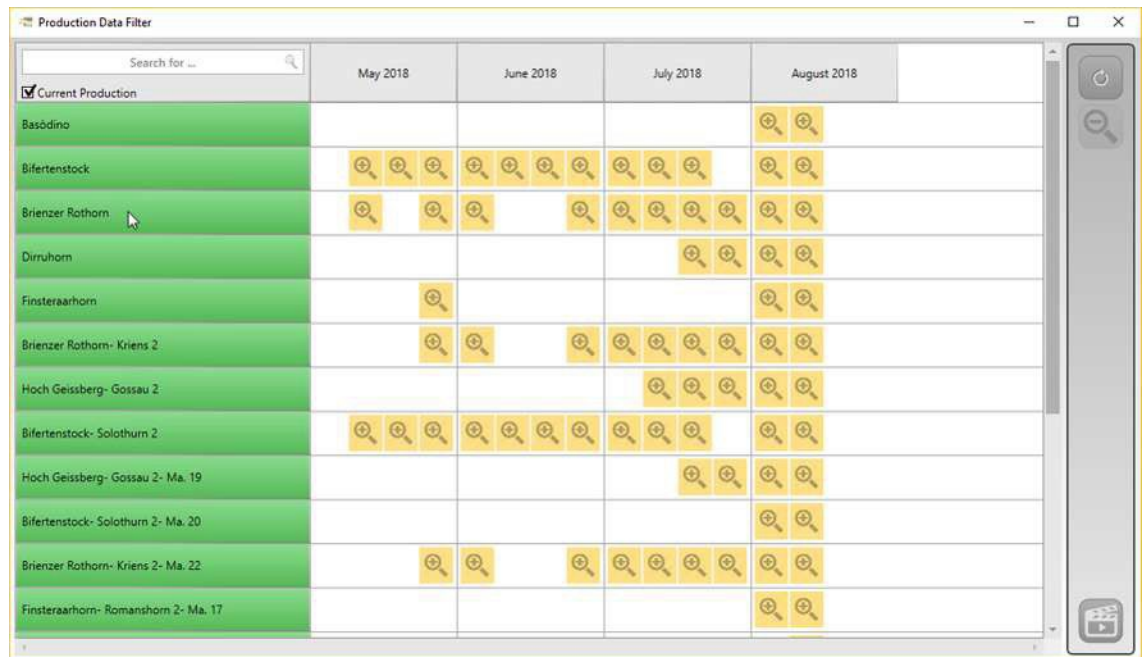 Production Data Filter
Search for ...
May 2018
June 2018
July 2018
August 2018
Current Production
Basòdino
Bifertenstock
Brienzer Rothorn
Dirruhorn
Finsteraarhorn
Brienzer Rothorn- Kriens 2
Hoch Geissberg- Gossau 2
Bifertenstock- Solothurn 2
Hoch Geissberg- Gossau 2- Ma. 19
Bifertenstock- Solothurn 2- Ma. 20
Brienzer Rothorn- Kriens 2- Ma. 22
Finsteraarhorn- Romanshorn 2- Ma. 17